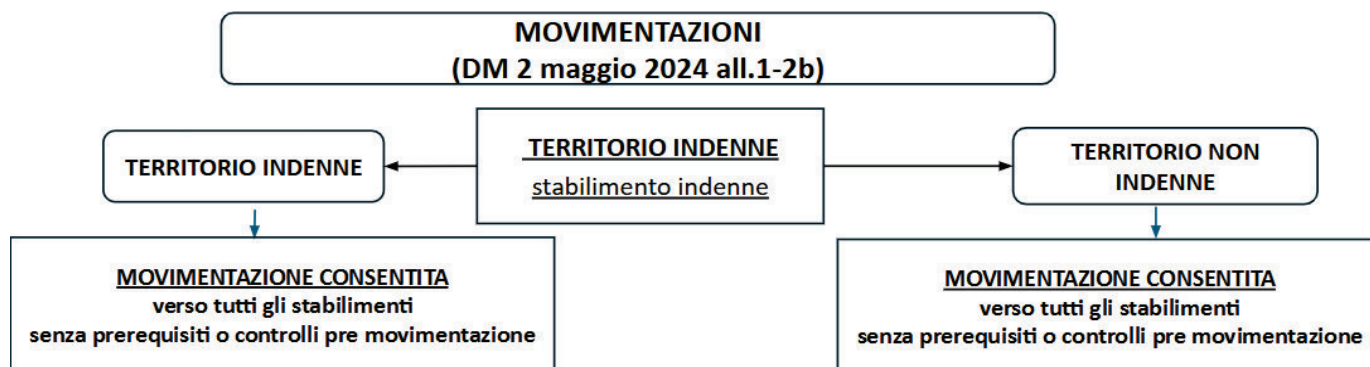 MOVIMENTAZIONI
(DM 2 maggio 2024 all.1-2b)
TERRITORIO INDENNE
TERRITORIO INDENNE
stabilimento indenne
TERRITORIO NON
INDENNE
MOVIMENTAZIONE CONSENTITA
verso tutti gli stabilimenti
senza prerequisiti o controlli pre movimentazione
MOVIMENTAZIONE CONSENTITA
verso tutti gli stabilimenti
senza prerequisiti o controlli pre movimentazione